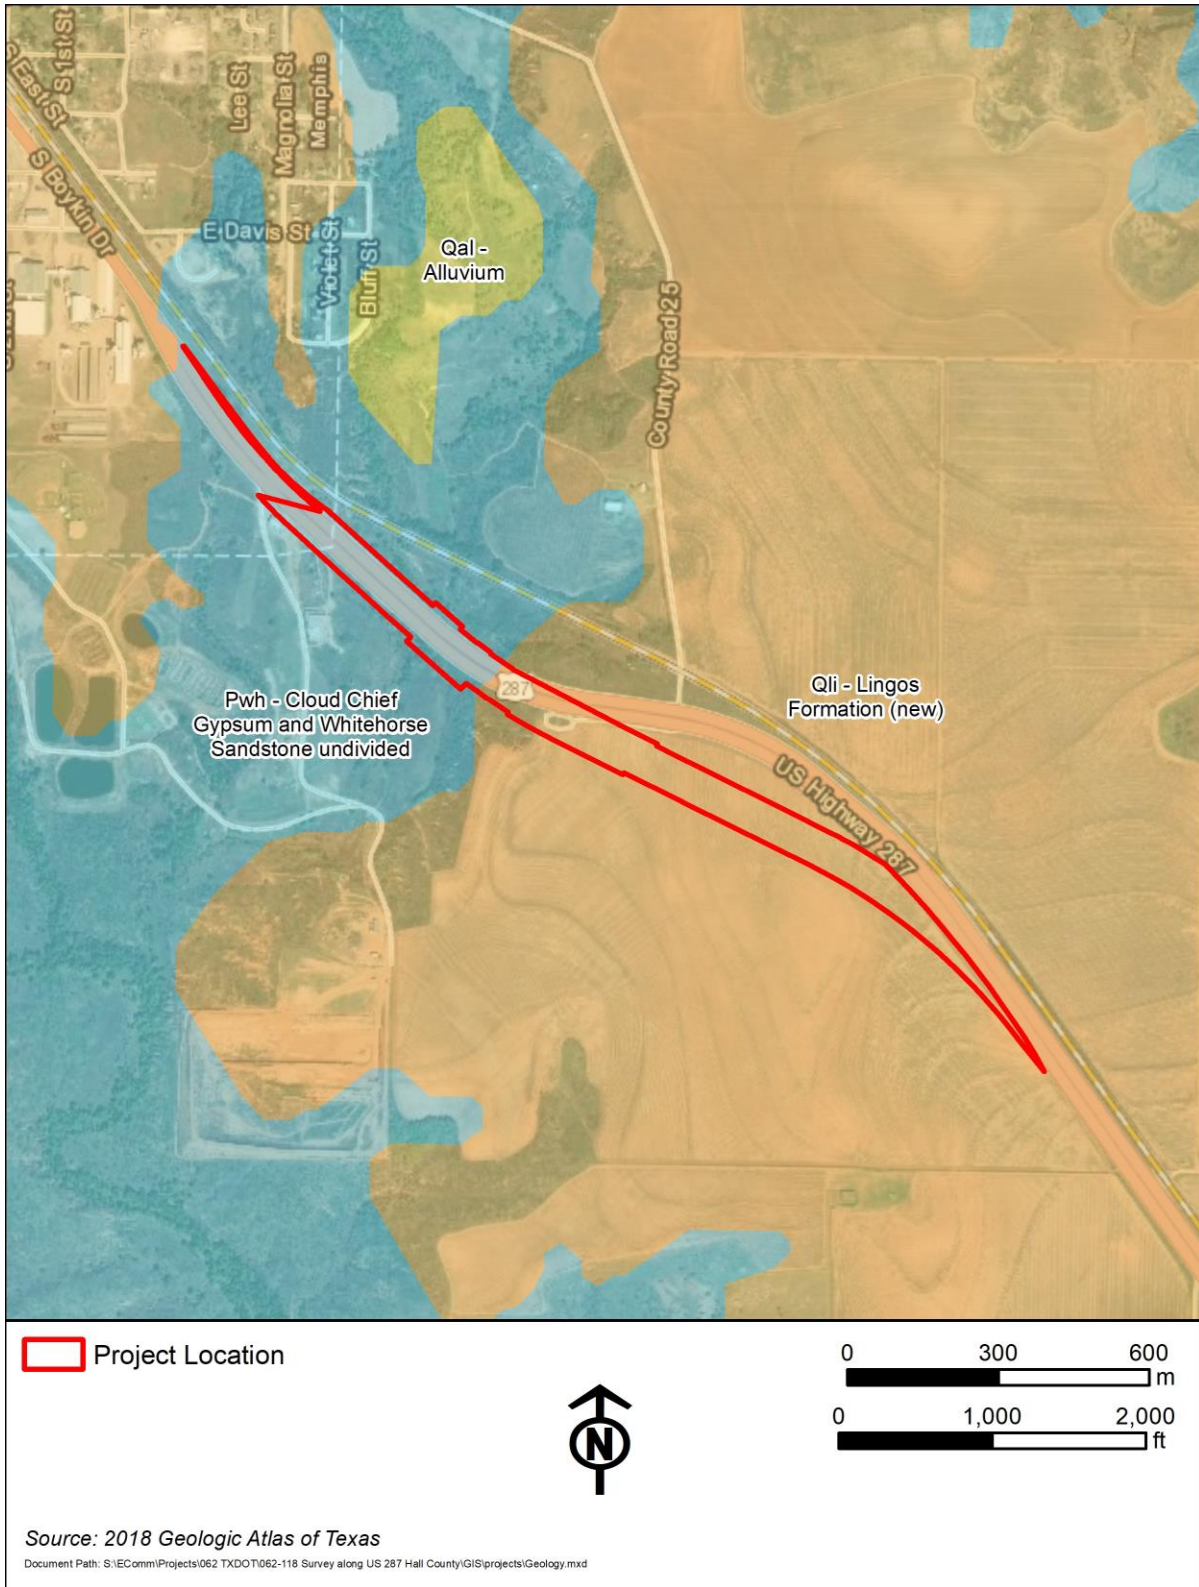 S East St
S 1st St
Lee St
Magnolia St
Memphis
S Boykin Dr
E Davis St
Violet St
Bluff St
Qal -
Alluvium
County Road 25
287
Pwh - Cloud Chief
Gypsum and Whitehorse
Sandstone undivided
Qli - Lingos
Formation (new)
US Highway 287
Project Location
N
0 300 600
m
0 1,000 2,000
ft
Source: 2018 Geologic Atlas of Texas
Document Path: S:\EComm\Projects\062 TXDOT\062-118 Survey along US 287 Hall County\GIS\projects\Geology.mxd